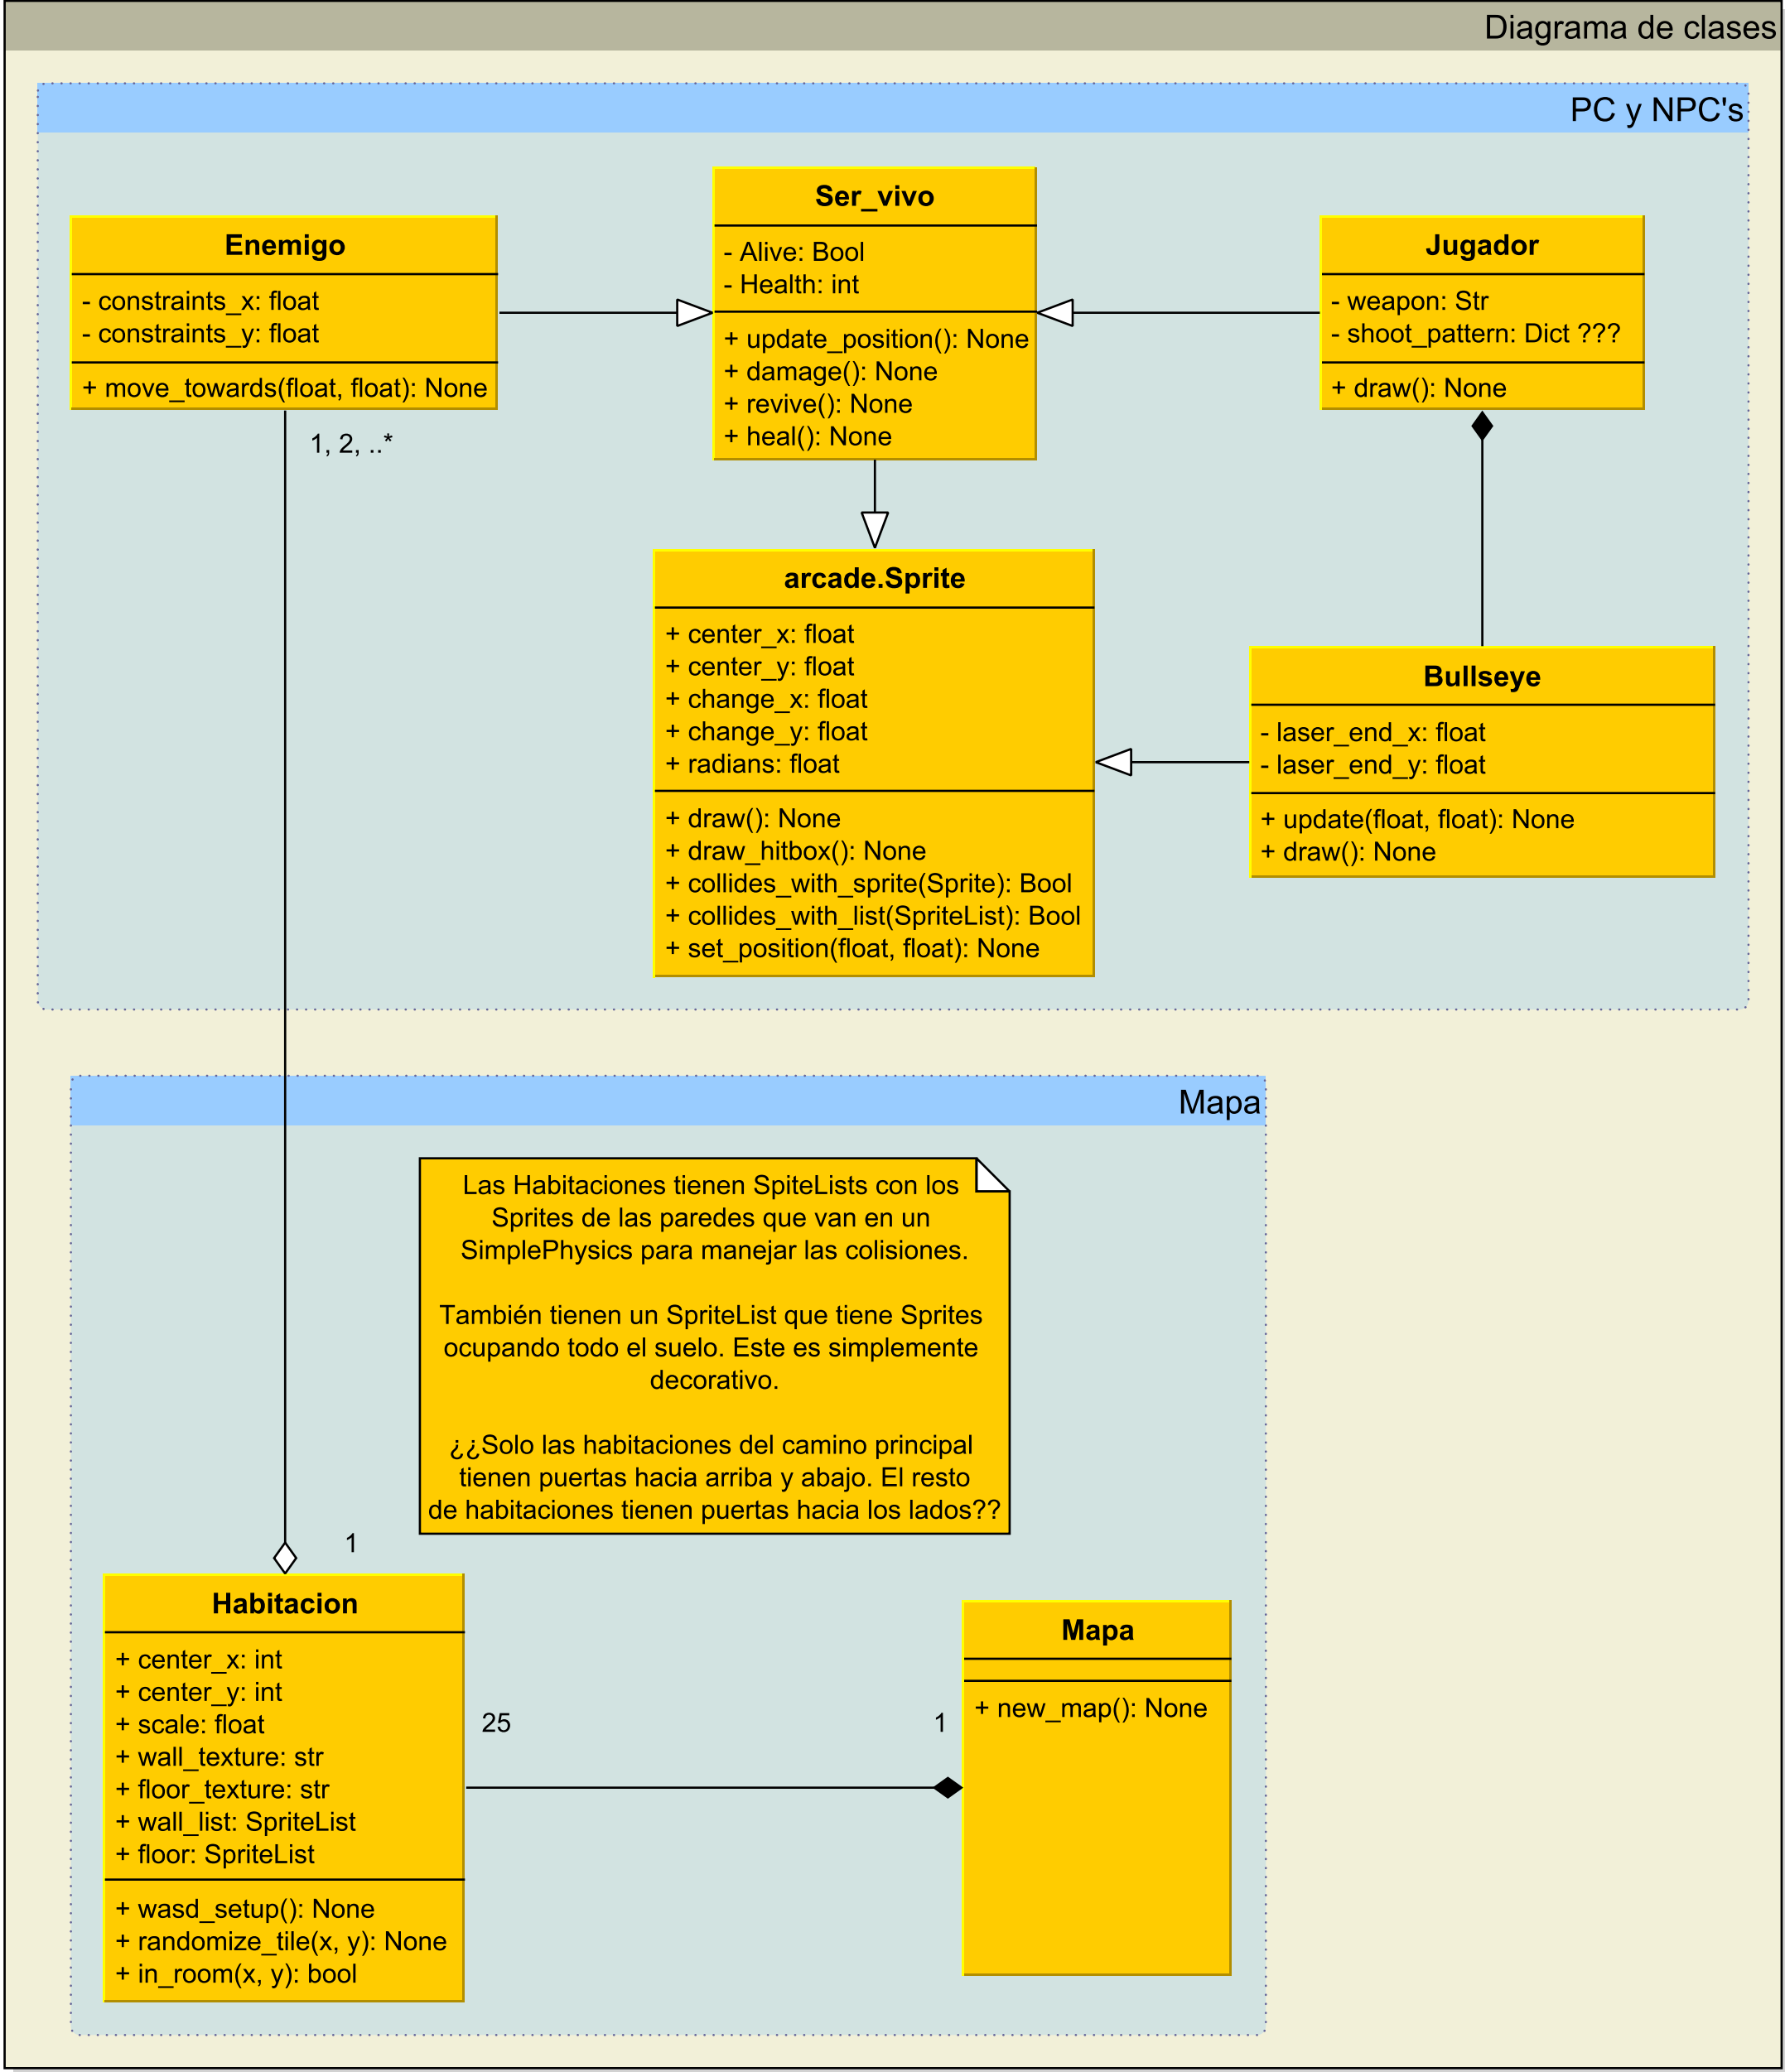 Diagrama de clases
PC y NPC's
Enemigo
- constraints_x: float
- constraints_y: float
+ move_towards(float, float): None
1, 2, ..*
Ser_vivo
- Alive: Bool
- Health: int
+ update_position(): None
+ damage(): None
+ revive(): None
+ heal(): None
Jugador
- weapon: Str
- shoot_pattern: Dict ???
+ draw(): None
arcade.Sprite
+ center_x: float
+ center_y: float
+ change_x: float
+ change_y: float
+ radians: float
+ draw(): None
+ draw_hitbox(): None
+ collides_with_sprite(Sprite): Bool
+ collides_with_list(SpriteList): Bool
+ set_position(float, float): None
Bullseye
- laser_end_x: float
- laser_end_y: float
+ update(float, float): None
+ draw(): None
Mapa
Las Habitaciones tienen SpiteLists con los
Sprites de las paredes que van en un
SimplePhysics para manejar las colisiones.
También tienen un SpriteList que tiene Sprites
ocupando todo el suelo. Este es simplemente
decorativo.
¿¿Solo las habitaciones del camino principal
tienen puertas hacia arriba y abajo. El resto
de habitaciones tienen puertas hacia los lados??
1
Habitacion
+ center_x: int
+ center_y: int
+ scale: float
+ wall_texture: str
+ floor_texture: str
+ wall_list: SpriteList
+ floor: SpriteList
+ wasd_setup(): None
+ randomize_tile(x, y): None
+ in_room(x, y): bool
25
1
Mapa
+ new_map(): None